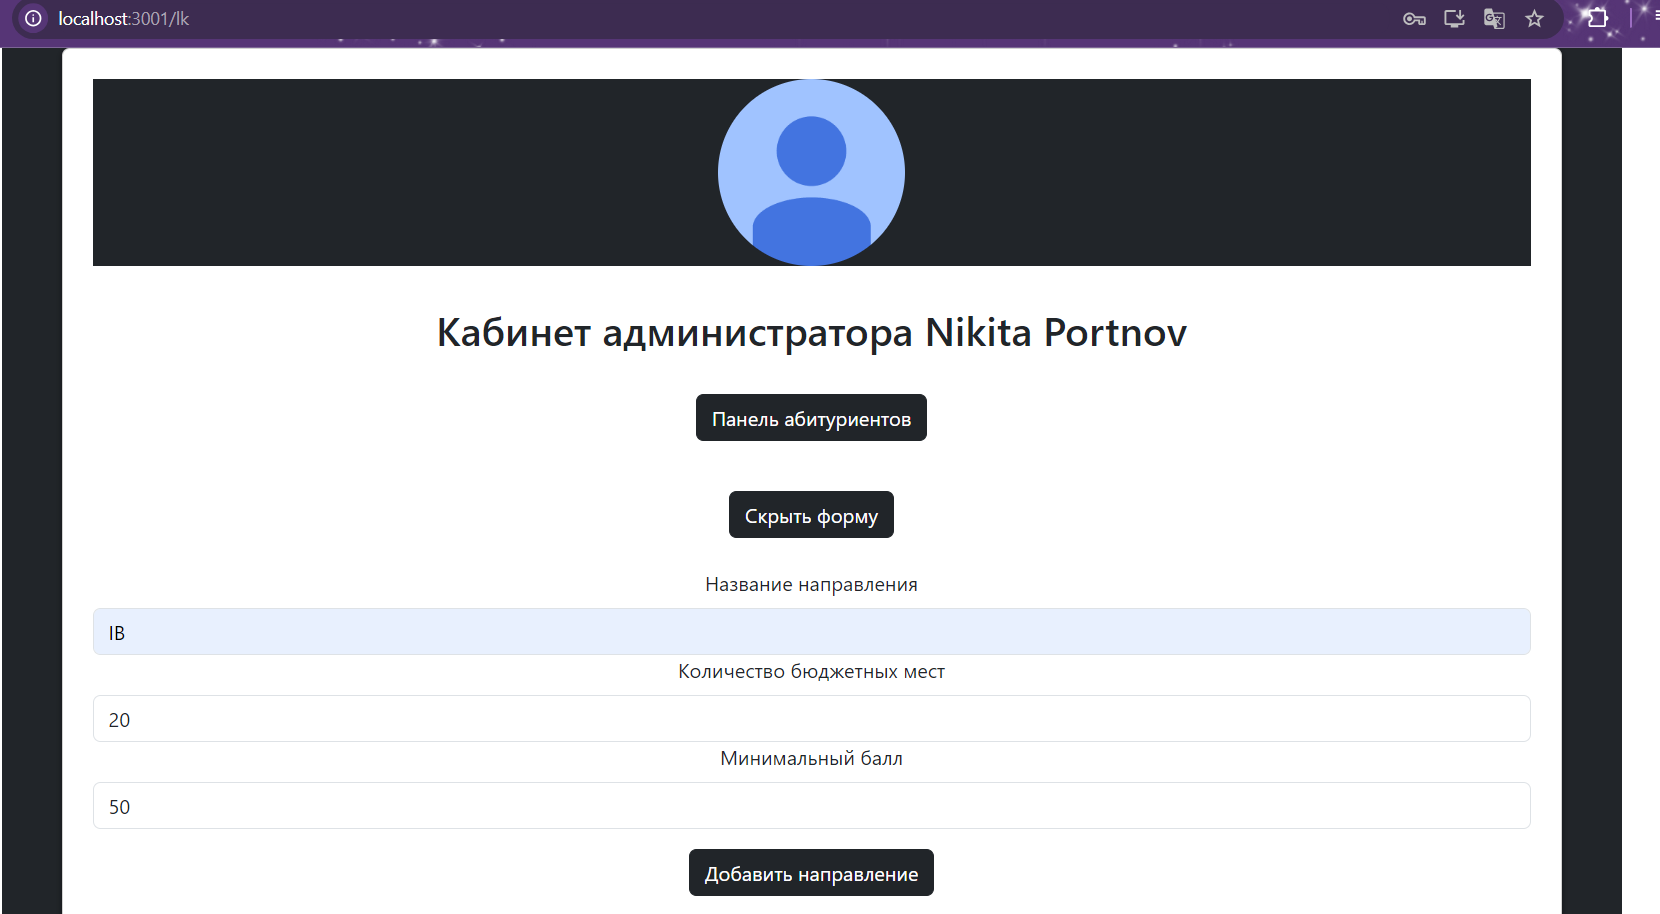 localhost:3001/lk
Кабинет администратора Nikita Portnov
Панель абитуриентов
Скрыть форму
Название направления
IB
Количество бюджетных мест
20
Минимальный балл
50
Добавить направление